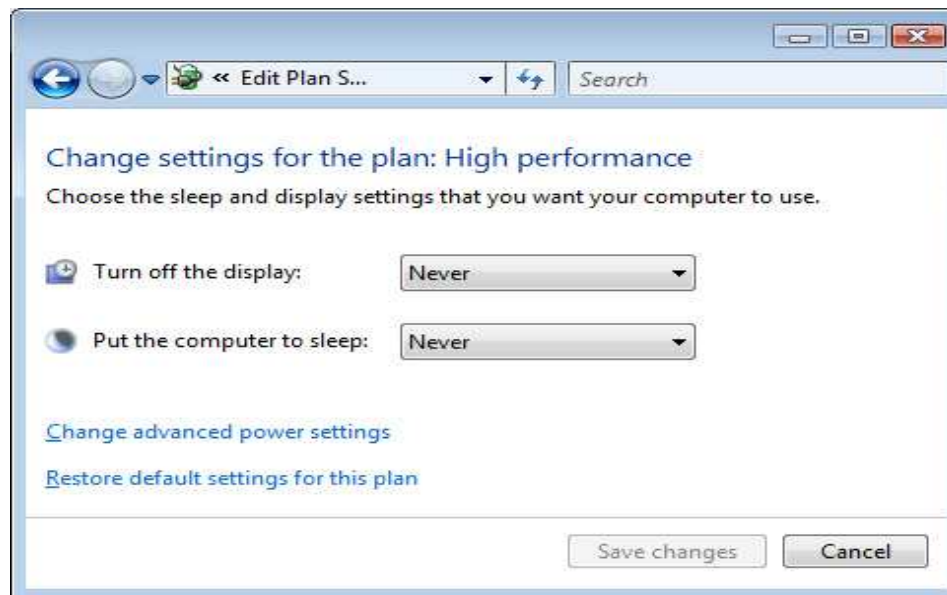 « Edit Plan S...
Search
Change settings for the plan: High performance
Choose the sleep and display settings that you want your computer to use.
Turn off the display: Never
Put the computer to sleep: Never
Change advanced power settings
Restore default settings for this plan
Save changes Cancel